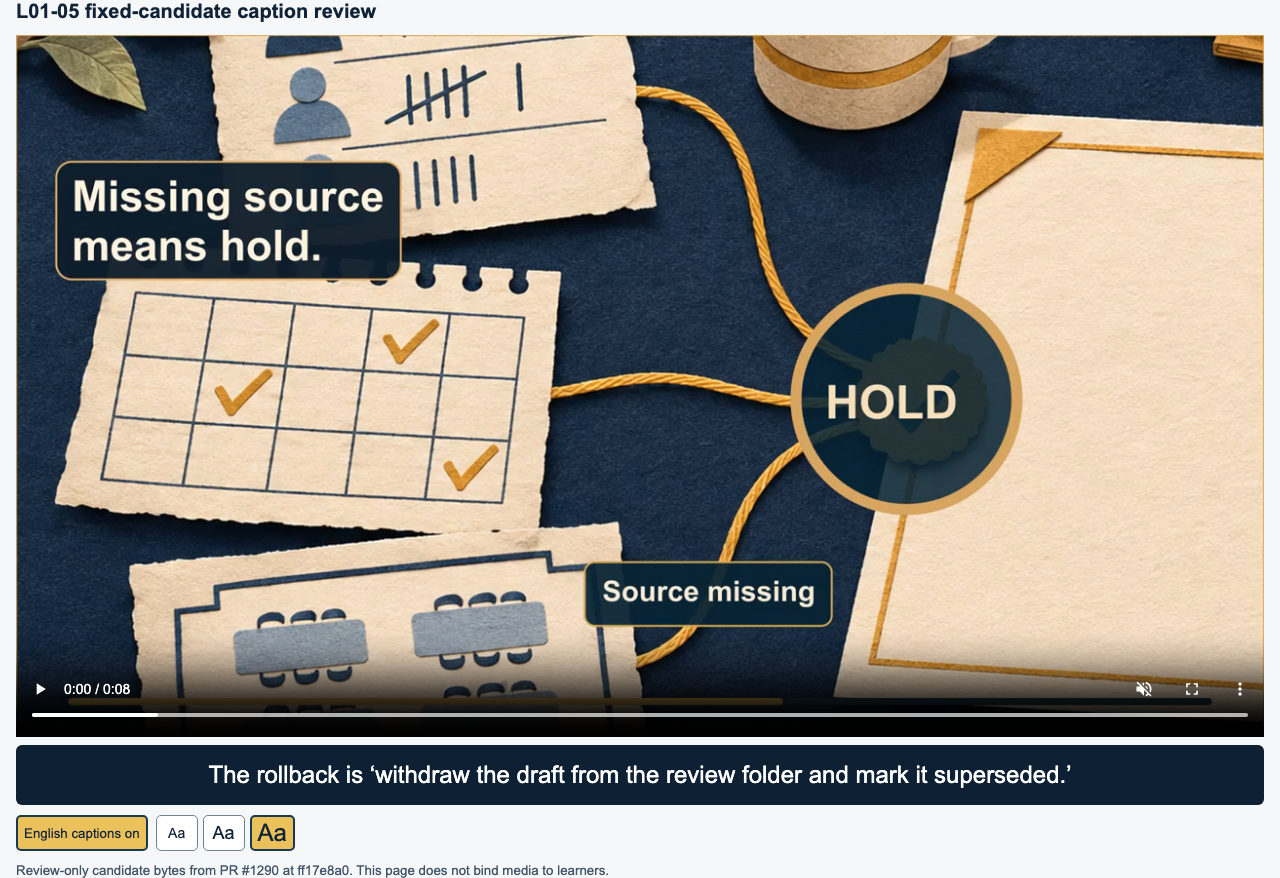 L01-05 fixed-candidate caption review
Missing source
means hold.
HOLD
Source missing
0:00 / 0:08
The rollback is ‘withdraw the draft from the review folder and mark it superseded.’
English captions on
Aa
Aa
Aa
Review-only candidate bytes from PR #1290 at ff17e8a0. This page does not bind media to learners.